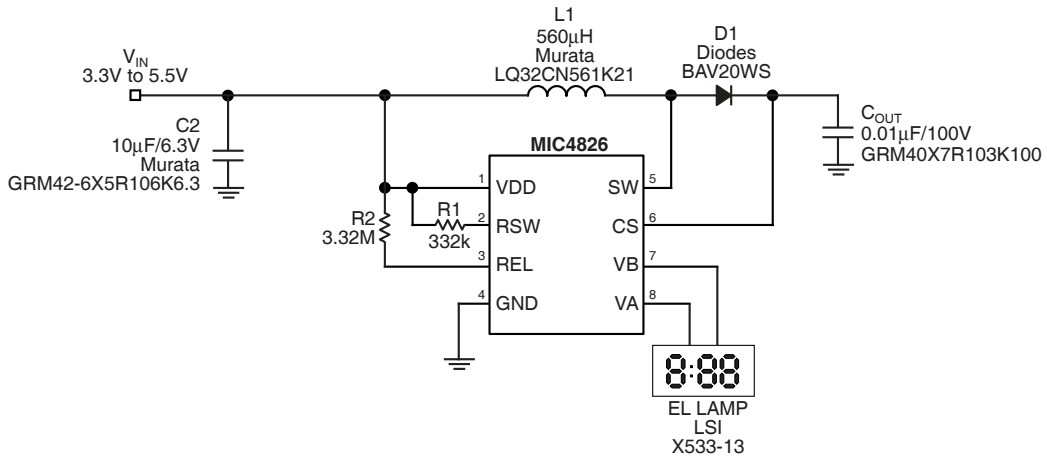 V_IN
3.3V to 5.5V
L1
560µH
Murata
LQ32CN561K21
D1
Diodes
BAV20WS
C2
10µF/6.3V
Murata
GRM42-6X5R106K6.3
C_OUT
0.01µF/100V
GRM40X7R103K100
MIC4826
1
VDD
SW
5
R2
3.32M
R1
332k
2
RSW
CS
6
3
REL
VB
7
4
GND
VA
8
8:88
EL LAMP
LSI
X533-13